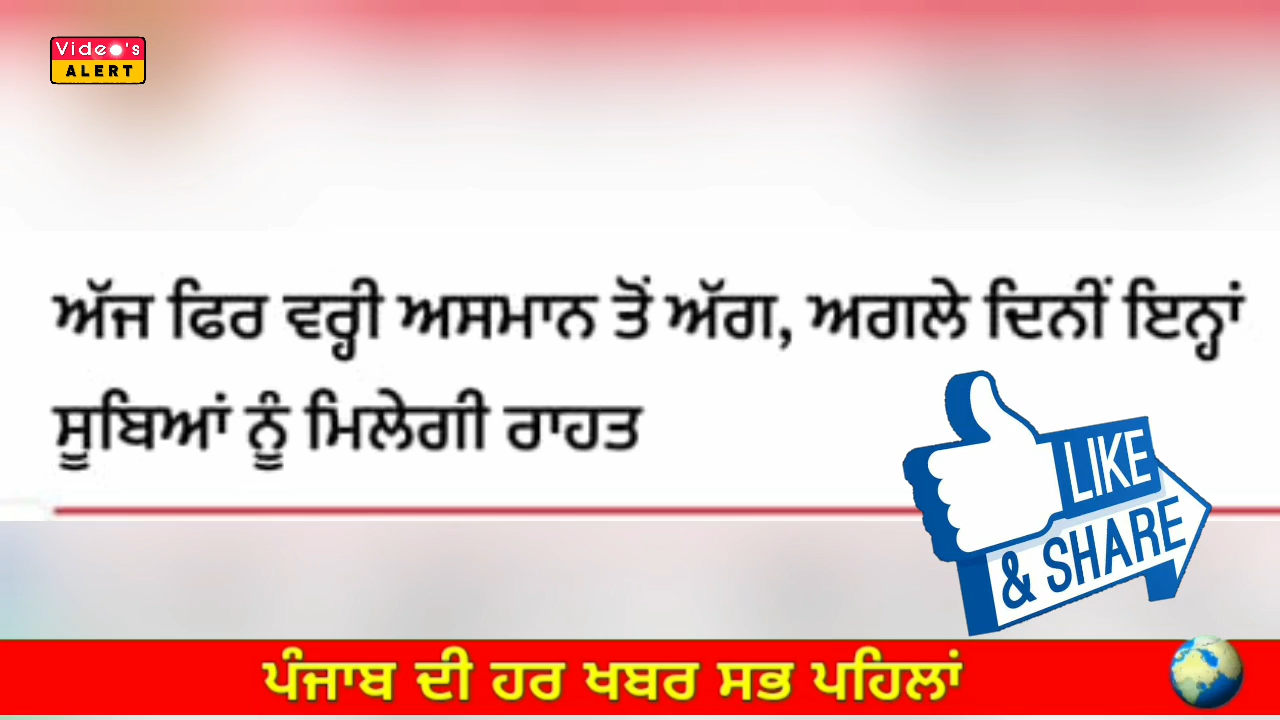 Video's
ALERT
ਅੱਜ ਫਿਰ ਵਰ੍ਹੀ ਅਸਮਾਨ ਤੋਂ ਅੱਗ, ਅਗਲੇ ਦਿਨੀਂ ਇਨ੍ਹਾਂ
ਸੂਬਿਆਂ ਨੂੰ ਮਿਲੇਗੀ ਰਾਹਤ
LIKE
& SHARE
ਪੰਜਾਬ ਦੀ ਹਰ ਖਬਰ ਸਭ ਪਹਿਲਾਂ